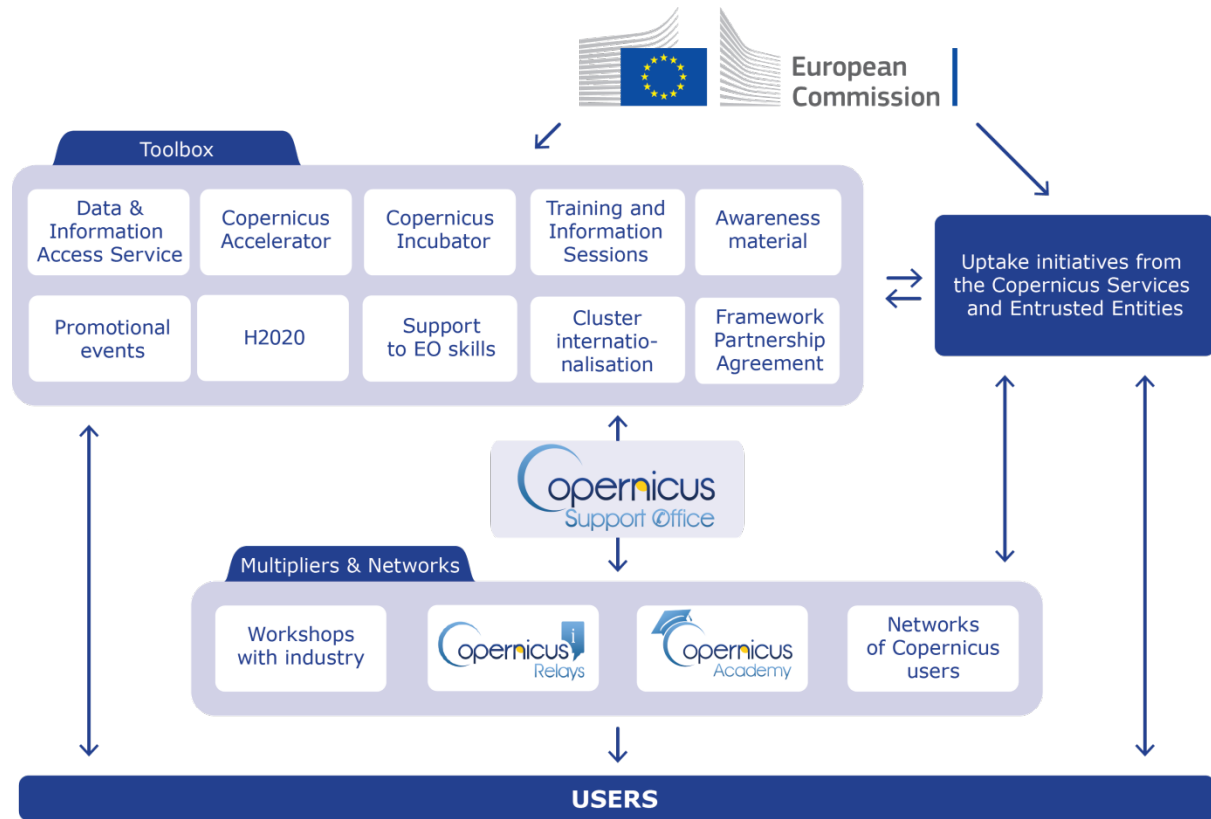 European
Commission
Toolbox
Data &
Information
Access Service
Copernicus
Accelerator
Copernicus
Incubator
Training and
Information
Sessions
Awareness
material
Promotional
events
H2020
Support
to EO skills
Cluster
internatio-
nalisation
Framework
Partnership
Agreement
Uptake initiatives from
the Copernicus Services
and Entrusted Entities
Copernicus
Support Office
Multipliers & Networks
Workshops
with industry
Copernicus
i
Relays
Copernicus
Academy
Networks
of Copernicus
users
USERS